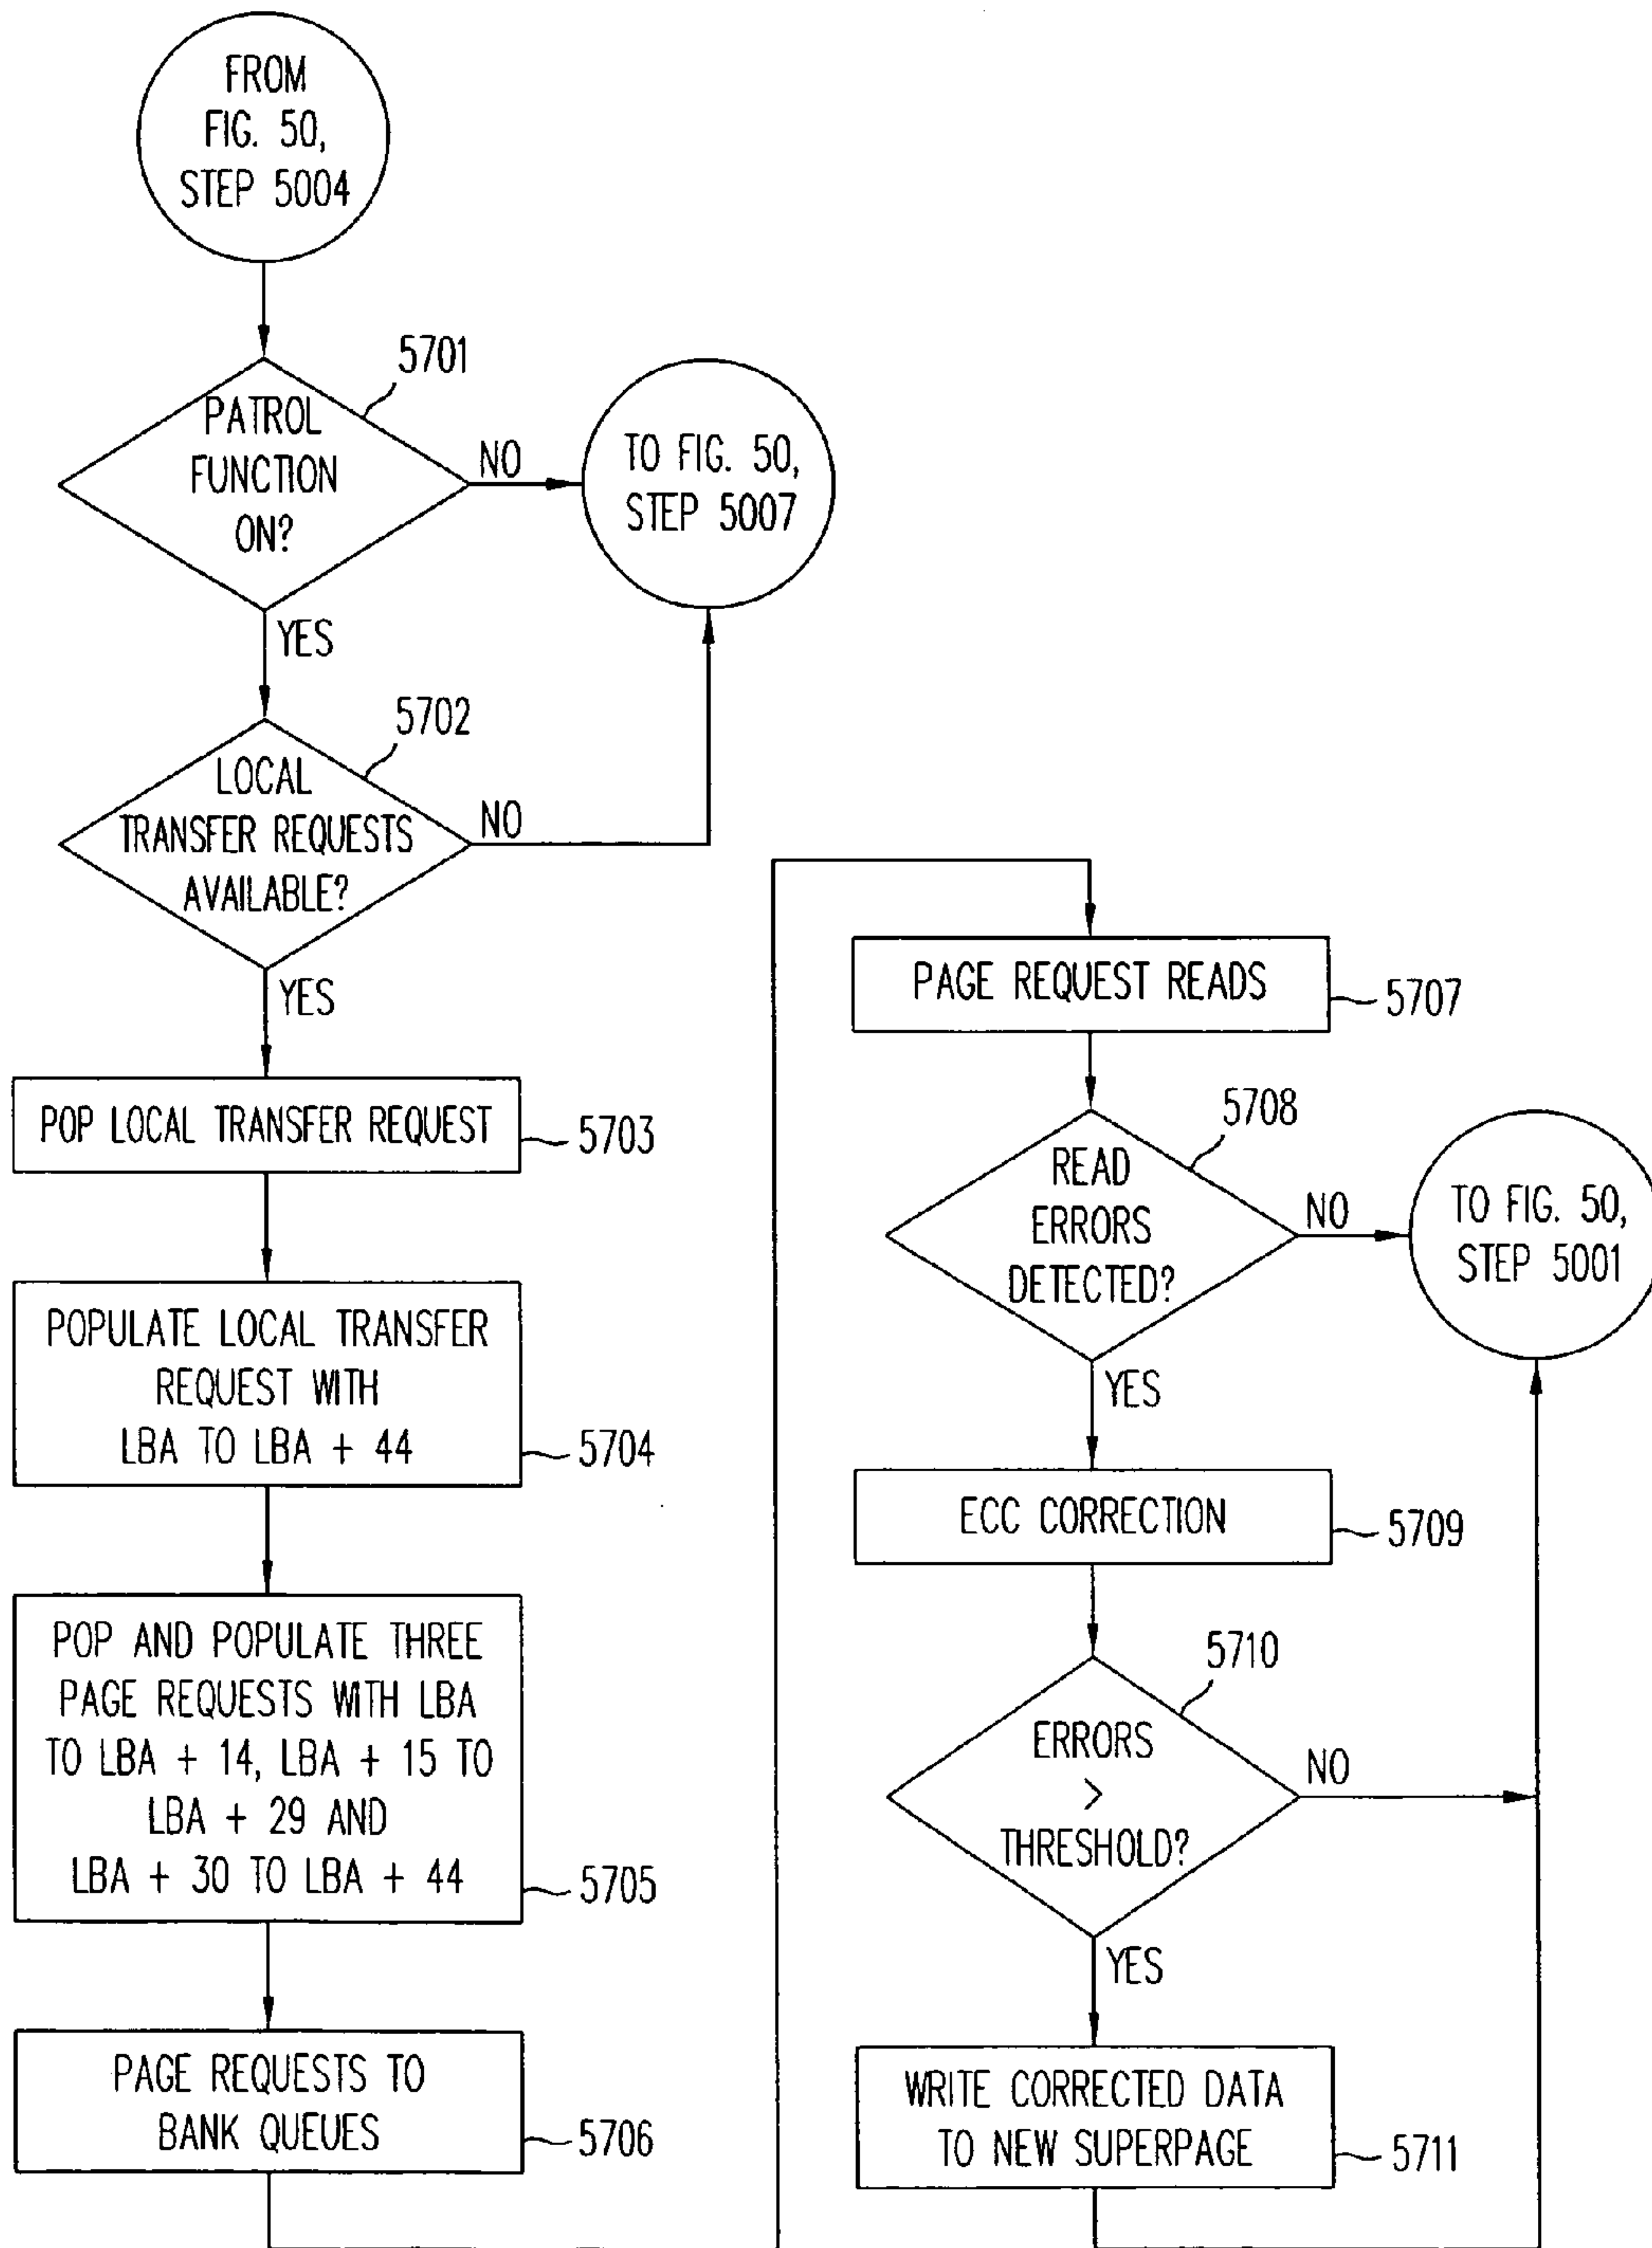 FROM
FIG. 50,
STEP 5004
5701
PATROL
FUNCTION
ON?
NO
TO FIG. 50,
STEP 5007
YES
5702
LOCAL
TRANSFER REQUESTS
AVAILABLE?
NO
YES
POP LOCAL TRANSFER REQUEST
5703
POPULATE LOCAL TRANSFER
REQUEST WITH
LBA TO LBA + 44
5704
POP AND POPULATE THREE
PAGE REQUESTS WITH LBA
TO LBA + 14, LBA + 15 TO
LBA + 29 AND
LBA + 30 TO LBA + 44
5705
PAGE REQUESTS TO
BANK QUEUES
5706
PAGE REQUEST READS
5707
5708
READ
ERRORS
DETECTED?
NO
TO FIG. 50,
STEP 5001
YES
ECC CORRECTION
5709
5710
ERRORS
>
THRESHOLD?
NO
YES
WRITE CORRECTED DATA
TO NEW SUPERPAGE
5711